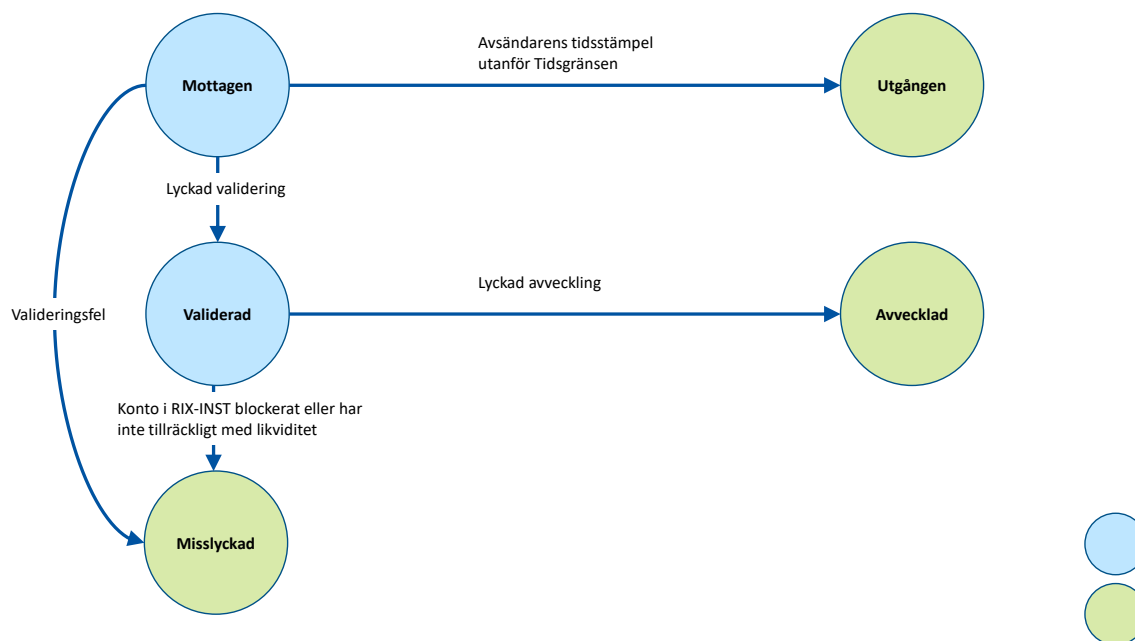 Avsändarens tidsstämpel
utanför Tidsgränsen
Mottagen
Utgången
Lyckad validering
Lyckad avveckling
Valideringsfel
Validerad
Avvecklad
Konto i RIX-INST blockerat eller har
inte tillräckligt med likviditet
Misslyckad